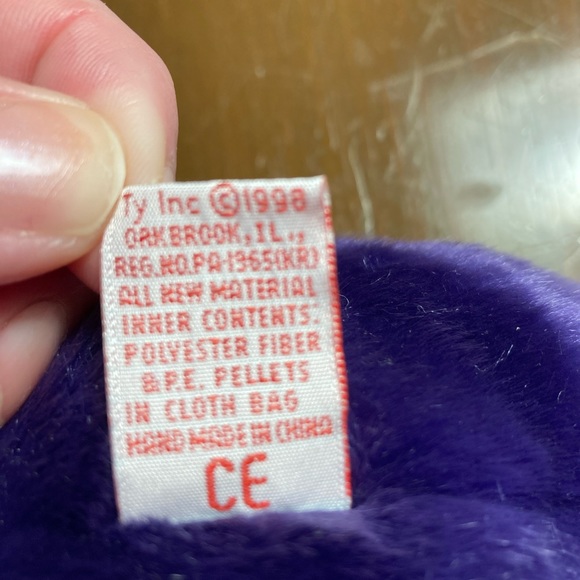 Ty Inc ©1998
OAKBROOK, IL.,
REG.NO.PA-1965(KR)
ALL NEW MATERIAL
INNER CONTENTS:
POLYESTER FIBER
& P.E. PELLETS
IN CLOTH BAG
HAND MADE IN CHINA
CE